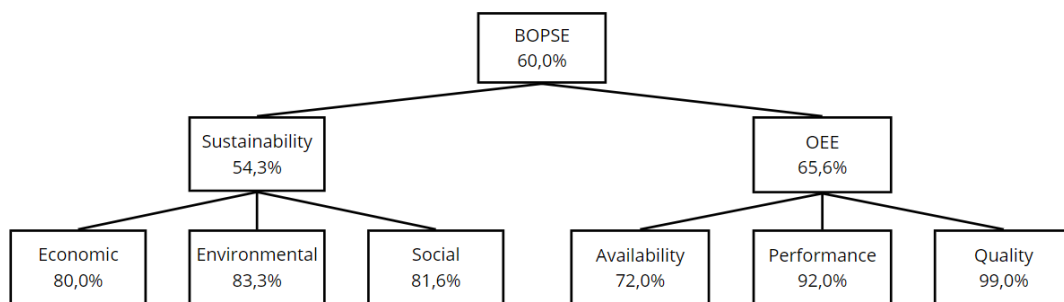 BOPSE
60,0%
Sustainability
54,3%
OEE
65,6%
Economic
80,0%
Environmental
83,3%
Social
81,6%
Availability
72,0%
Performance
92,0%
Quality
99,0%